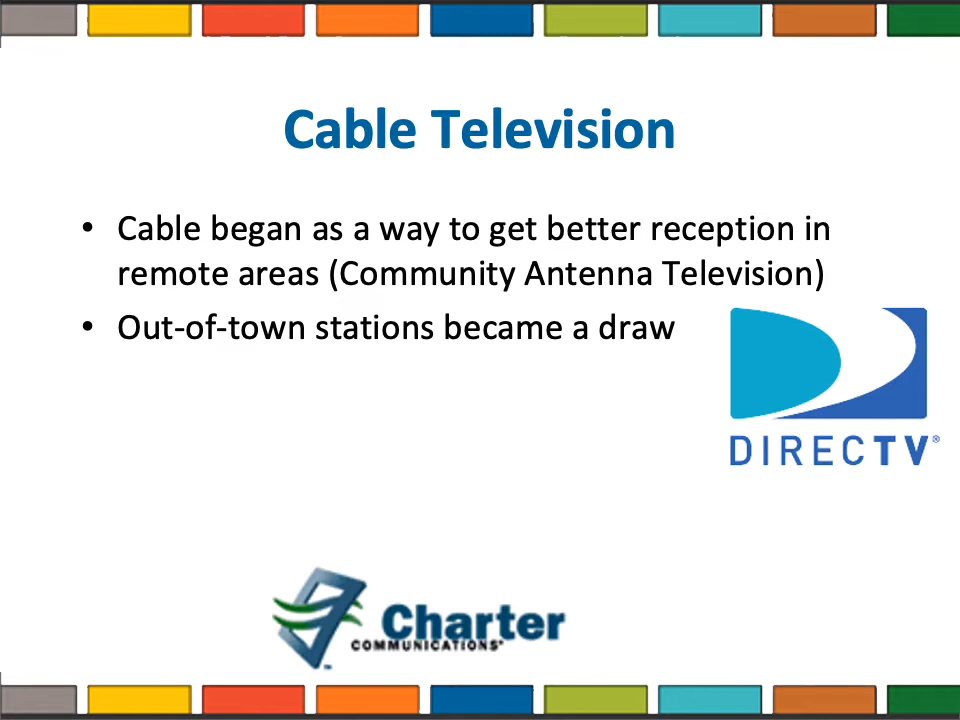 Cable Television
• Cable began as a way to get better reception in
remote areas (Community Antenna Television)
• Out-of-town stations became a draw
DIRECTV®
Charter
COMMUNICATIONS®